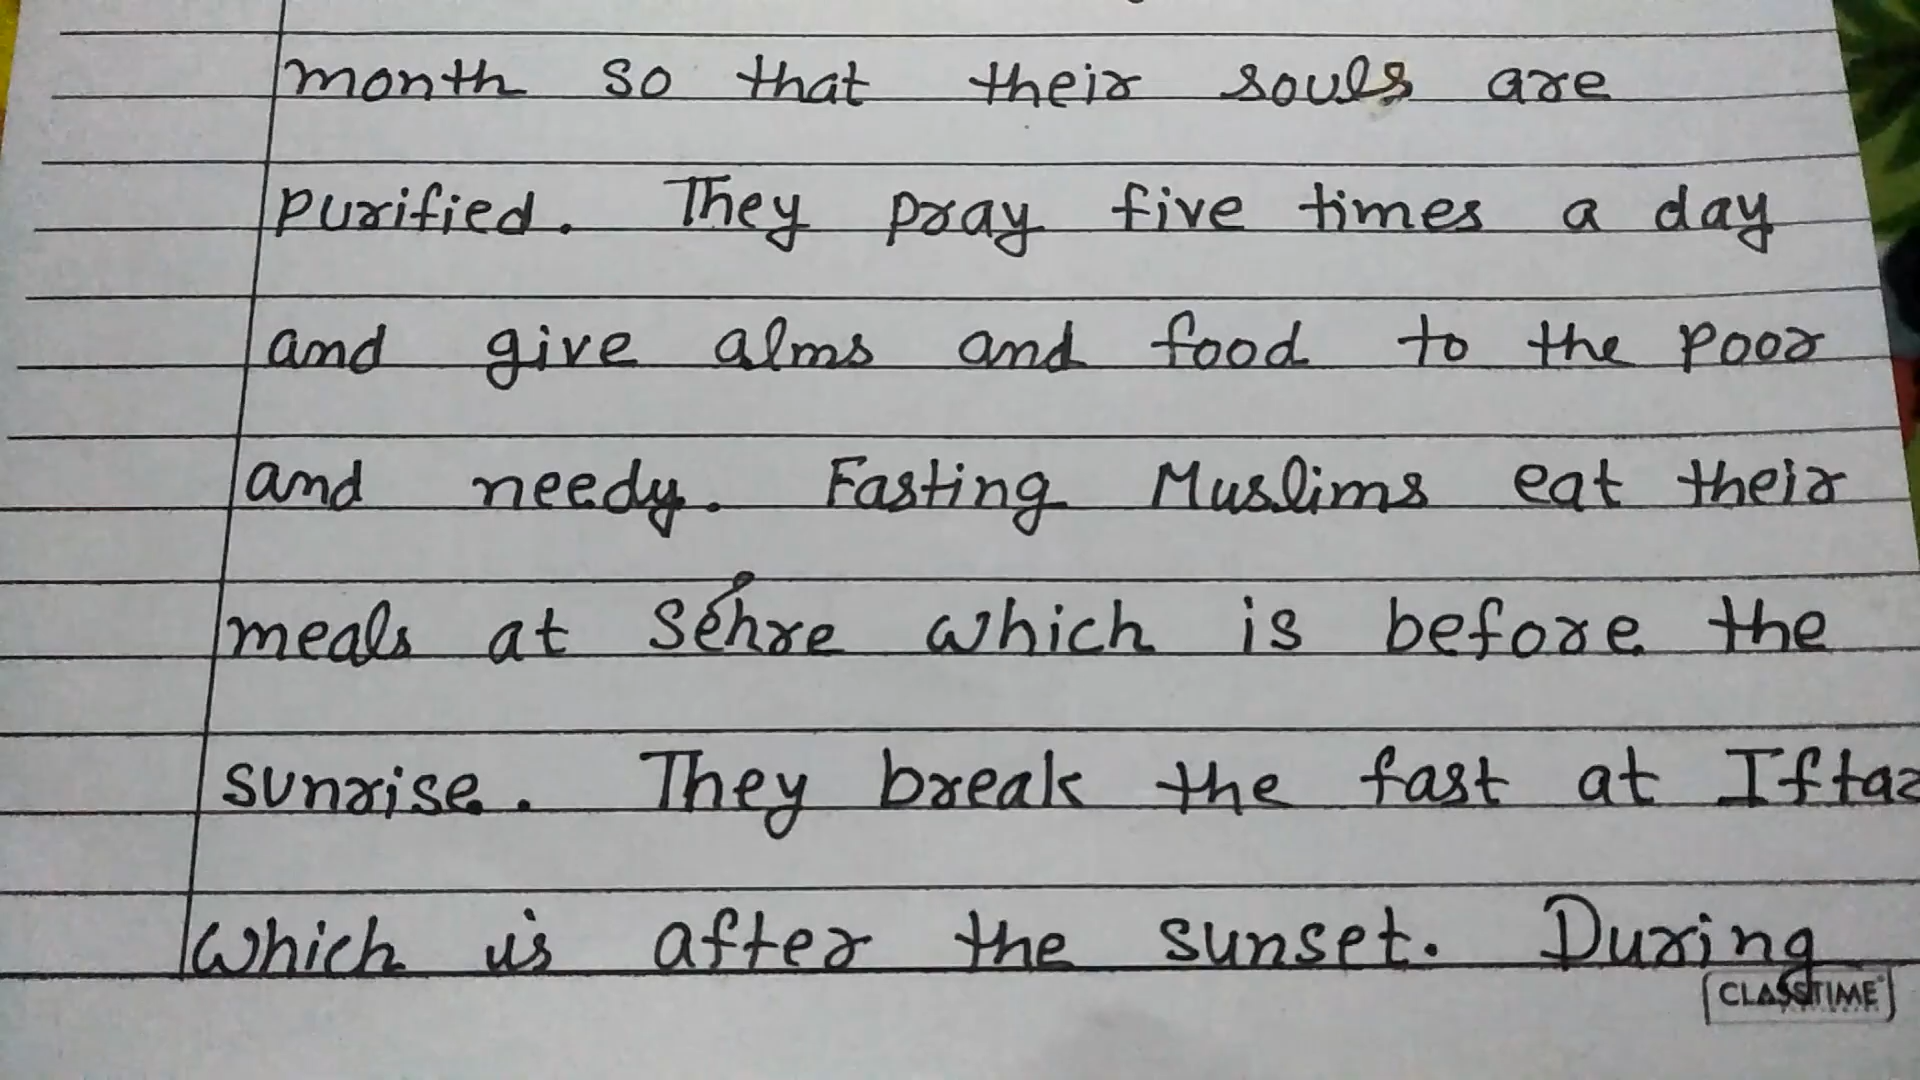 month so that their souls are
purified. They pray five times a day
and give alms and food to the poor
and needy. Fasting Muslims eat their
meals at Sehre which is before the
sunrise. They break the fast at Iftar
which is after the sunset. During
CLASSTIME